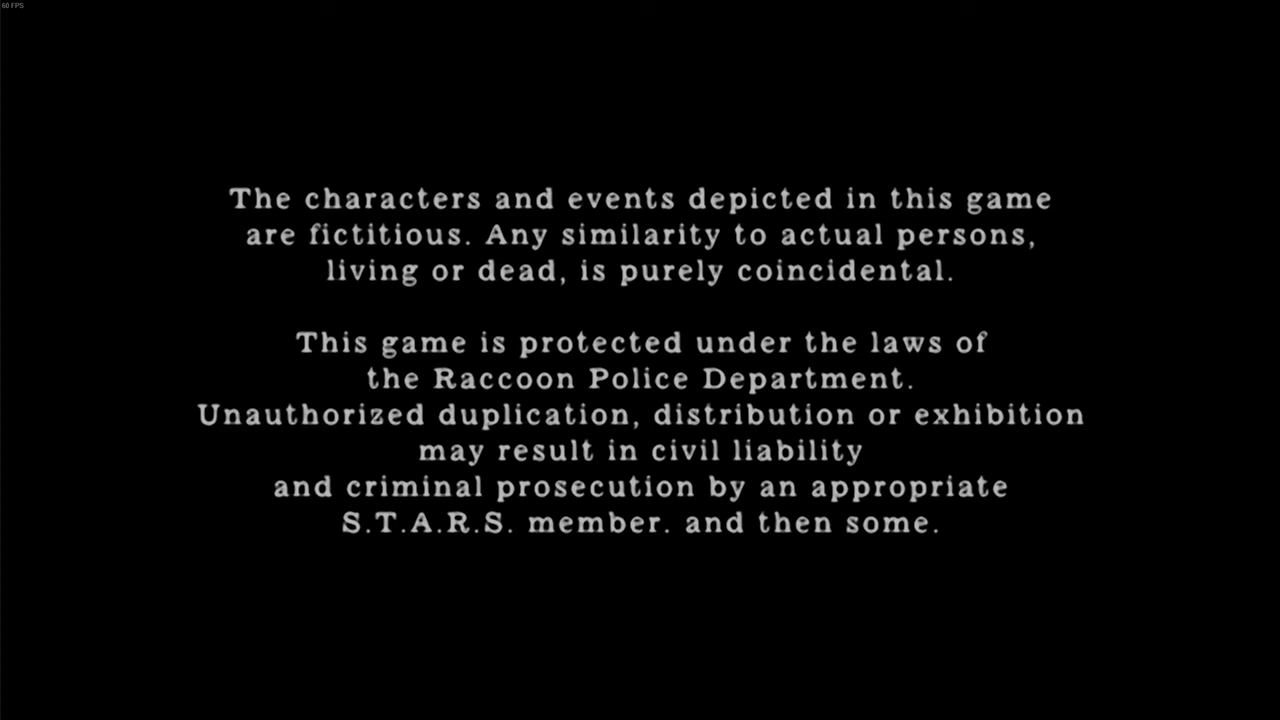 60 FPS
The characters and events depicted in this game
are fictitious. Any similarity to actual persons,
living or dead, is purely coincidental.
This game is protected under the laws of
the Raccoon Police Department.
Unauthorized duplication, distribution or exhibition
may result in civil liability
and criminal prosecution by an appropriate
S.T.A.R.S. member. and then some.